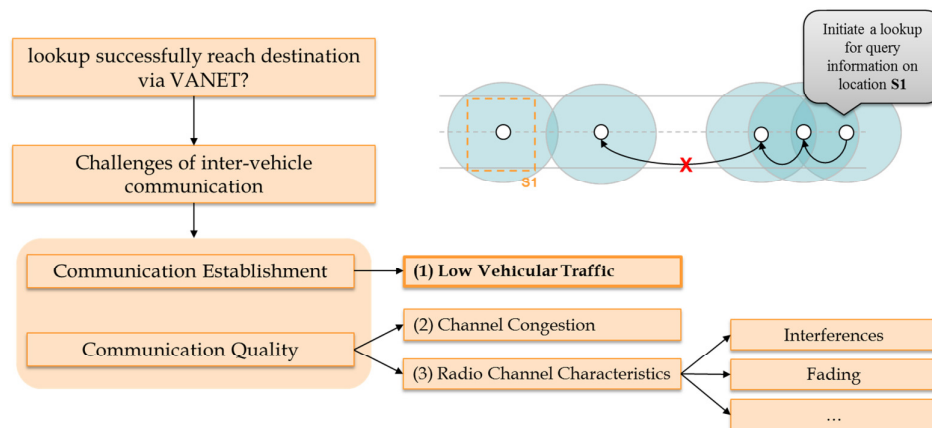 lookup successfully reach destination
via VANET?
Initiate a lookup
for query
information on
location S1
Challenges of inter-vehicle
communication
X
S1
Communication Establishment
(1) Low Vehicular Traffic
Communication Quality
(2) Channel Congestion
(3) Radio Channel Characteristics
Interferences
Fading
...